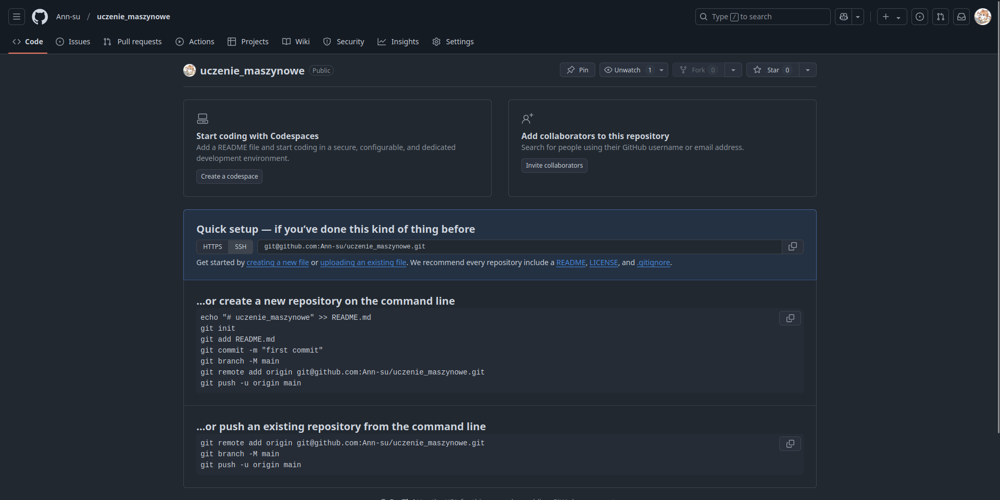 Ann-su / uczenie_maszynowe
Type / to search
Code Issues Pull requests Actions Projects Wiki Security Insights Settings
uczenie_maszynowe Public
Pin Unwatch 1 Fork 0 Star 0
Start coding with Codespaces
Add a README file and start coding in a secure, configurable, and dedicated
development environment.
Create a codespace
Add collaborators to this repository
Search for people using their GitHub username or email address.
Invite collaborators
Quick setup — if you’ve done this kind of thing before
HTTPS SSH git@github.com:Ann-su/uczenie_maszynowe.git
Get started by creating a new file or uploading an existing file. We recommend every repository include a README, LICENSE, and .gitignore.
…or create a new repository on the command line
echo "# uczenie_maszynowe" >> README.md
git init
git add README.md
git commit -m "first commit"
git branch -M main
git remote add origin git@github.com:Ann-su/uczenie_maszynowe.git
git push -u origin main
…or push an existing repository from the command line
git remote add origin git@github.com:Ann-su/uczenie_maszynowe.git
git branch -M main
git push -u origin main